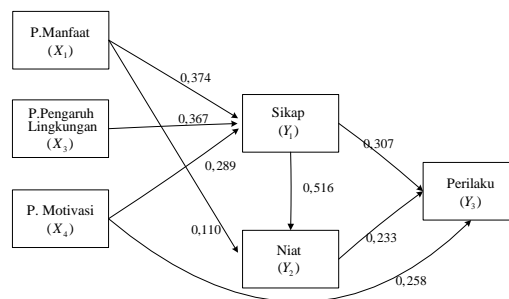 P.Manfaat
(X₁)
0,374
P.Pengaruh
Lingkungan
(X₃)
0,367
Sikap
(Y₁)
0,307
0,289
0,516
Perilaku
(Y₃)
P. Motivasi
(X₄)
0,110
Niat
(Y₂)
0,233
0,258